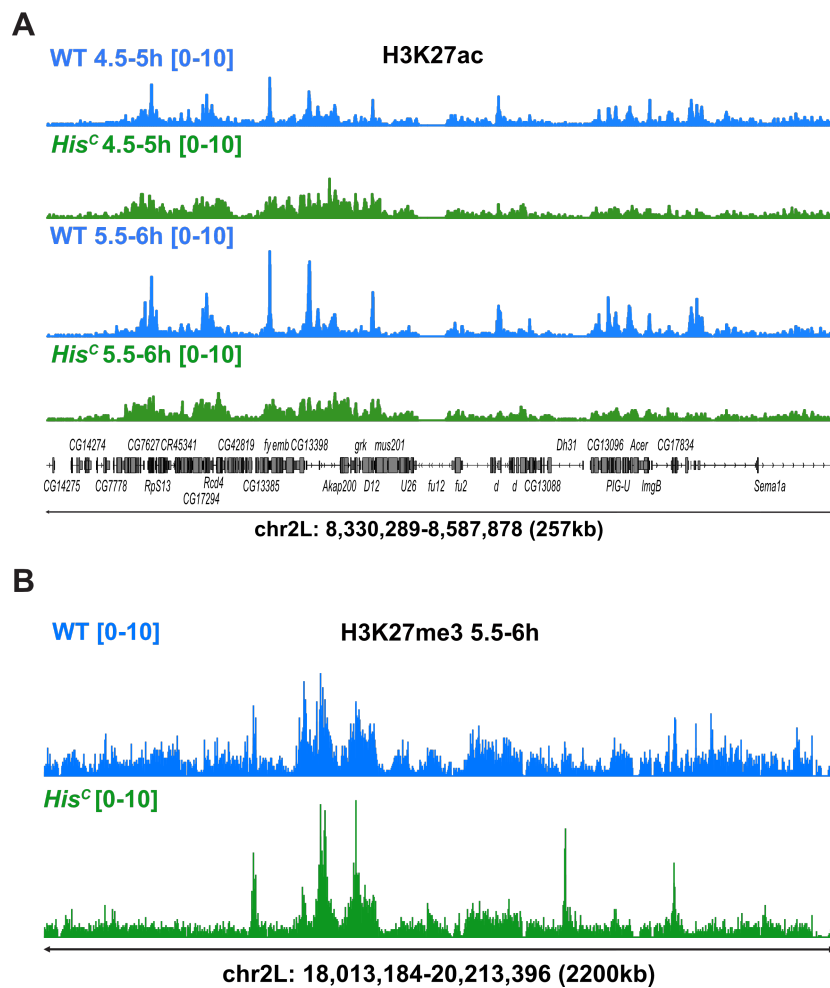 A
WT 4.5-5h [0-10] H3K27ac
HisC 4.5-5h [0-10]
WT 5.5-6h [0-10]
HisC 5.5-6h [0-10]
CG14274 CG7627 CR45341 CG42819 fy emb CG13398 grk mus201 Dh31 CG13096 Acer CG17834
CG14275 CG7778 RpS13 Rcd4 CG13385 Akap200 D12 U26 fu12 fu2 d d CG13088 PIG-U ImgB Sema1a
CG17294
chr2L: 8,330,289-8,587,878 (257kb)
B
WT [0-10] H3K27me3 5.5-6h
HisC [0-10]
chr2L: 18,013,184-20,213,396 (2200kb)